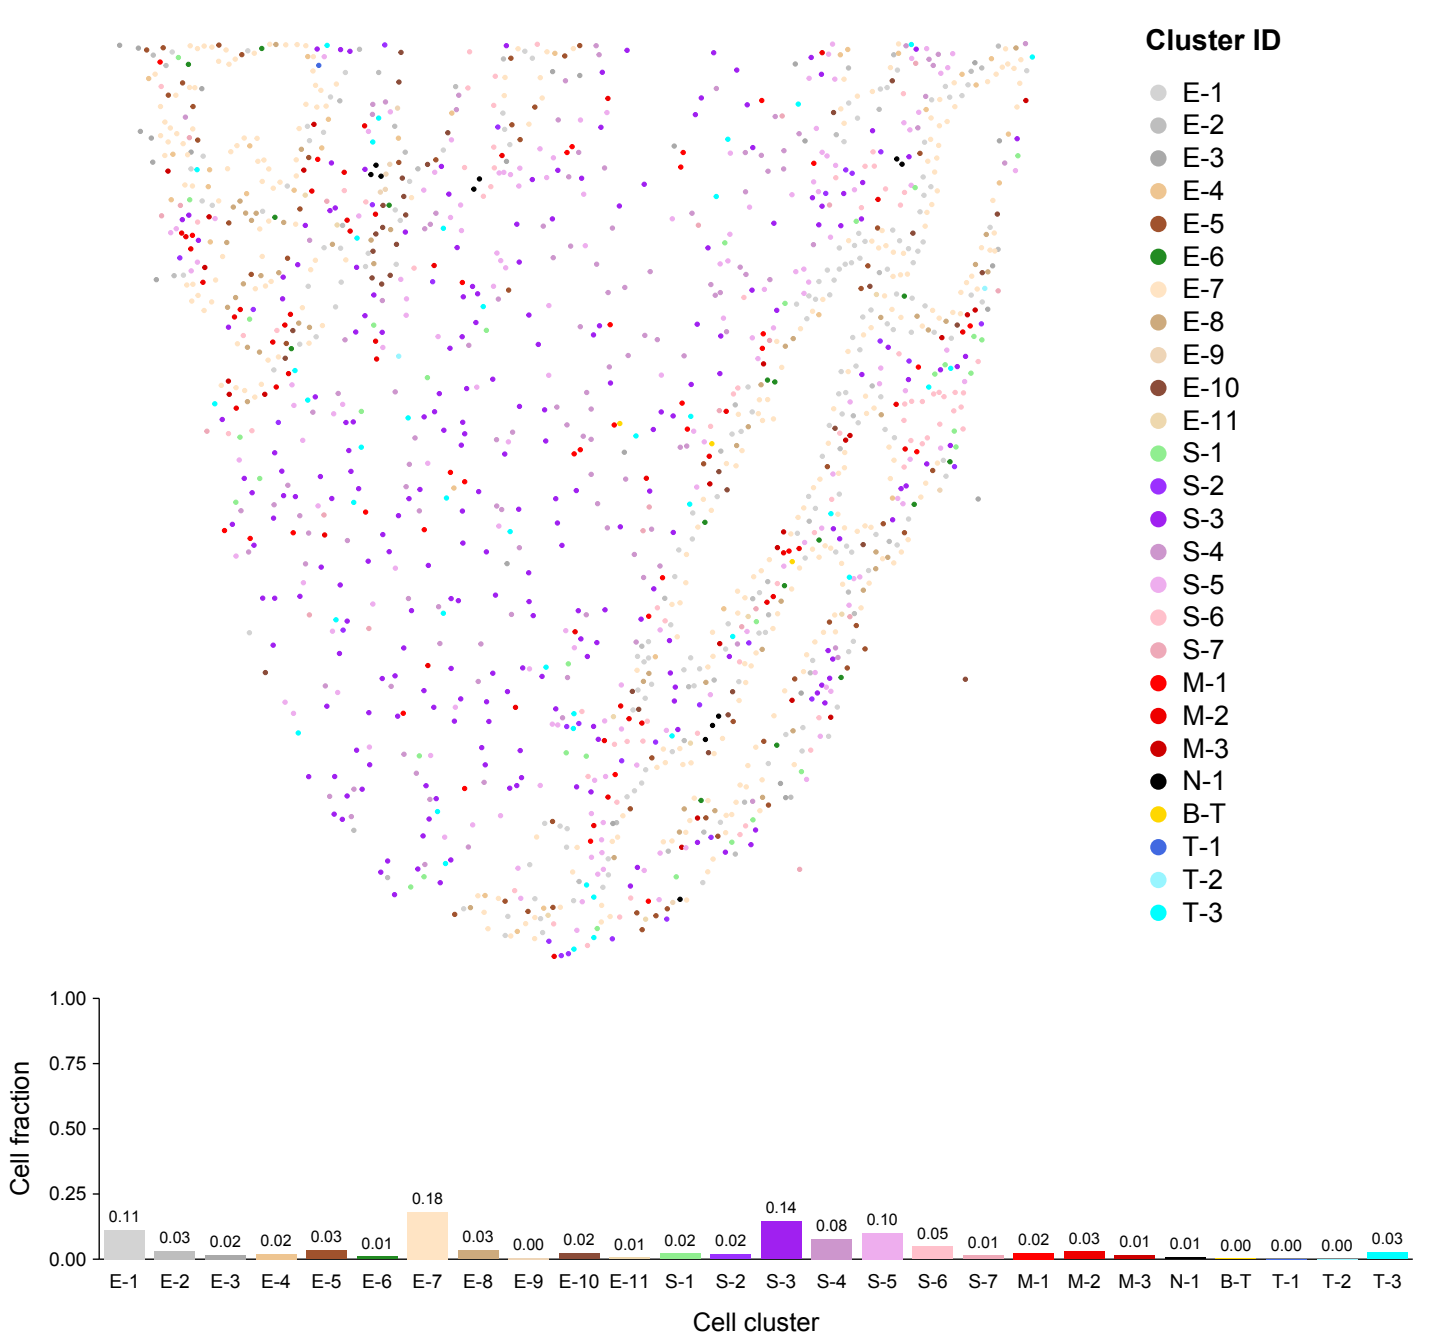 Cluster ID
E-1
E-2
E-3
E-4
E-5
E-6
E-7
E-8
E-9
E-10
E-11
S-1
S-2
S-3
S-4
S-5
S-6
S-7
M-1
M-2
M-3
N-1
B-T
T-1
T-2
T-3
Cell fraction
1.00
0.75
0.50
0.25
0.00
0.11 0.03 0.02 0.02 0.03 0.01 0.18 0.03 0.00 0.02 0.01 0.02 0.02 0.14 0.08 0.10 0.05 0.01 0.02 0.03 0.01 0.01 0.00 0.00 0.00 0.03
E-1 E-2 E-3 E-4 E-5 E-6 E-7 E-8 E-9 E-10 E-11 S-1 S-2 S-3 S-4 S-5 S-6 S-7 M-1 M-2 M-3 N-1 B-T T-1 T-2 T-3
Cell cluster